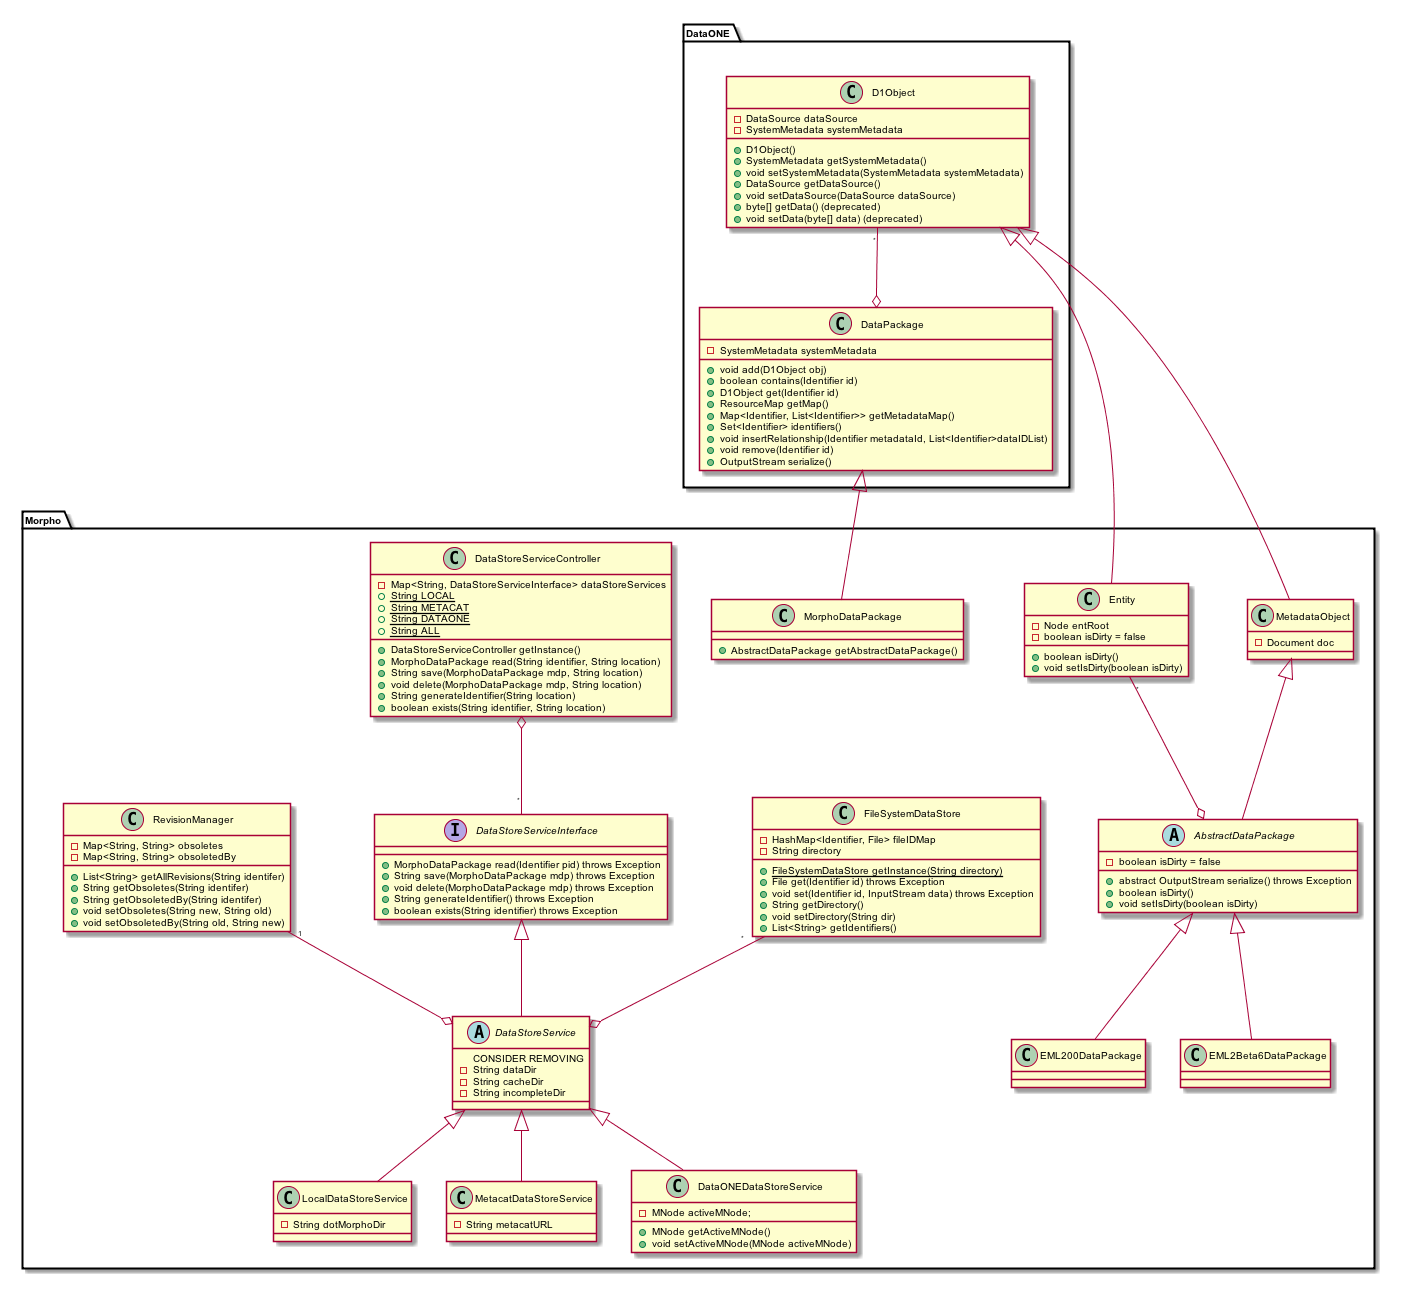 DataONE
D1Object
DataSource dataSource
SystemMetadata systemMetadata
D1Object()
SystemMetadata getSystemMetadata()
void setSystemMetadata(SystemMetadata systemMetadata)
DataSource getDataSource()
void setDataSource(DataSource dataSource)
byte[] getData() (deprecated)
void setData(byte[] data) (deprecated)
*
DataPackage
SystemMetadata systemMetadata
void add(D1Object obj)
boolean contains(Identifier id)
D1Object get(Identifier id)
ResourceMap getMap()
Map<Identifier, List<Identifier>> getMetadataMap()
Set<Identifier> identifiers()
void insertRelationship(Identifier metadataId, List<Identifier>dataIDList)
void remove(Identifier id)
OutputStream serialize()
Morpho
DataStoreServiceController
Map<String, DataStoreServiceInterface> dataStoreServices
String LOCAL
String METACAT
String DATAONE
String ALL
DataStoreServiceController getInstance()
MorphoDataPackage read(String identifier, String location)
String save(MorphoDataPackage mdp, String location)
void delete(MorphoDataPackage mdp, String location)
String generateIdentifier(String location)
boolean exists(String identifier, String location)
*
MorphoDataPackage
AbstractDataPackage getAbstractDataPackage()
Entity
Node entRoot
boolean isDirty = false
boolean isDirty()
void setIsDirty(boolean isDirty)
*
MetadataObject
Document doc
RevisionManager
Map<String, String> obsoletes
Map<String, String> obsoletedBy
List<String> getAllRevisions(String identifer)
String getObsoletes(String identifer)
String getObsoletedBy(String identifer)
void setObsoletes(String new, String old)
void setObsoletedBy(String old, String new)
1
DataStoreServiceInterface
MorphoDataPackage read(Identifier pid) throws Exception
String save(MorphoDataPackage mdp) throws Exception
void delete(MorphoDataPackage mdp) throws Exception
String generateIdentifier() throws Exception
boolean exists(String identifier) throws Exception
FileSystemDataStore
HashMap<Identifier, File> fileIDMap
String directory
FileSystemDataStore getInstance(String directory)
File get(Identifier id) throws Exception
void set(Identifier id, InputStream data) throws Exception
String getDirectory()
void setDirectory(String dir)
List<String> getIdentifiers()
*
AbstractDataPackage
boolean isDirty = false
abstract OutputStream serialize() throws Exception
boolean isDirty()
void setIsDirty(boolean isDirty)
DataStoreService
CONSIDER REMOVING
String dataDir
String cacheDir
String incompleteDir
EML200DataPackage
EML2Beta6DataPackage
LocalDataStoreService
String dotMorphoDir
MetacatDataStoreService
String metacatURL
DataONEDataStoreService
MNode activeMNode;
MNode getActiveMNode()
void setActiveMNode(MNode activeMNode)